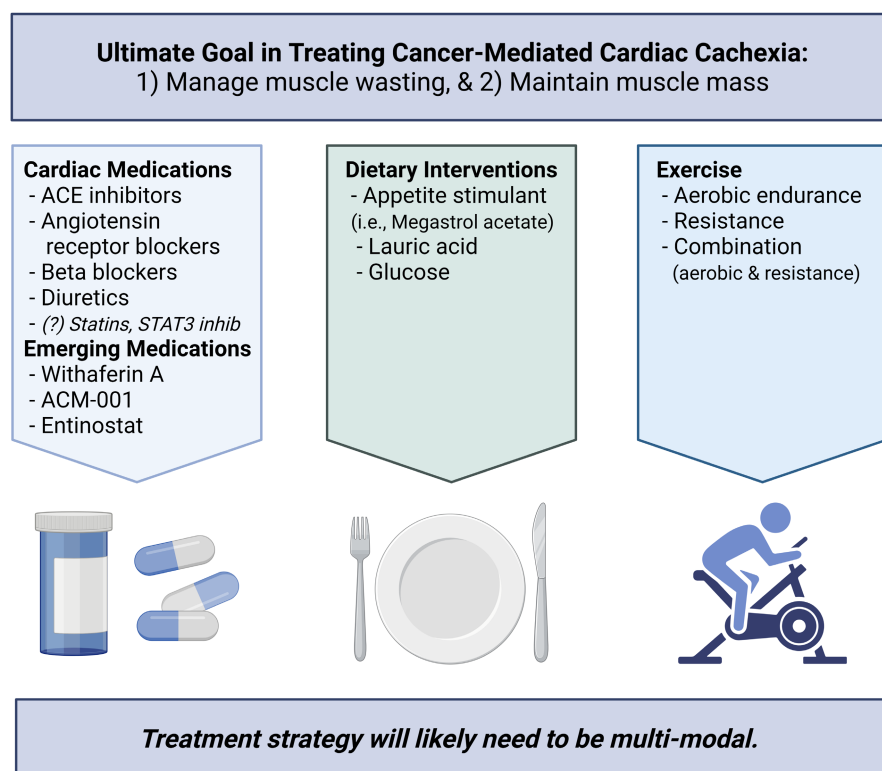 Ultimate Goal in Treating Cancer-Mediated Cardiac Cachexia:
1) Manage muscle wasting, & 2) Maintain muscle mass
Cardiac Medications
- ACE inhibitors
- Angiotensin
receptor blockers
- Beta blockers
- Diuretics
- (?) Statins, STAT3 inhib
Emerging Medications
- Withaferin A
- ACM-001
- Entinostat
Dietary Interventions
- Appetite stimulant
(i.e., Megastrol acetate)
- Lauric acid
- Glucose
Exercise
- Aerobic endurance
- Resistance
- Combination
(aerobic & resistance)
Treatment strategy will likely need to be multi-modal.